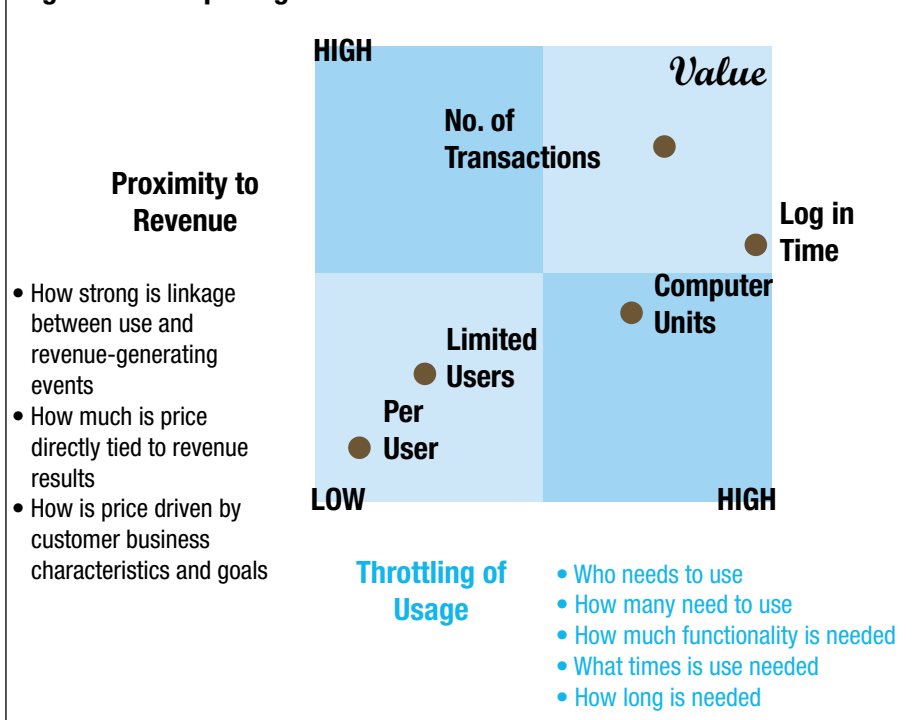 HIGH
Value
No. of
Transactions
Proximity to
Revenue
Log in
Time
• How strong is linkage
between use and
revenue-generating
events
• How much is price
directly tied to revenue
results
• How is price driven by
customer business
characteristics and goals
Computer
Units
Limited
Users
Per
User
LOW
HIGH
Throttling of
Usage
• Who needs to use
• How many need to use
• How much functionality is needed
• What times is use needed
• How long is needed